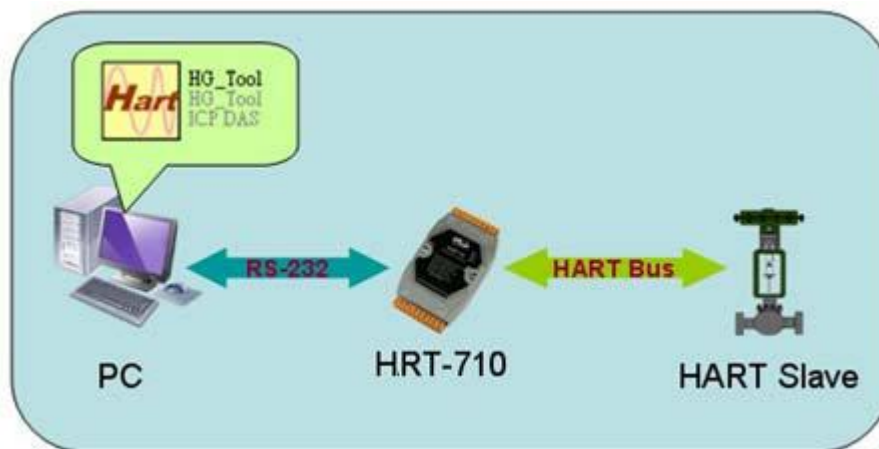 Hart
HG_Tool
HG_Tool
ICP DAS
RS-232
HART Bus
PC
HRT-710
HART Slave